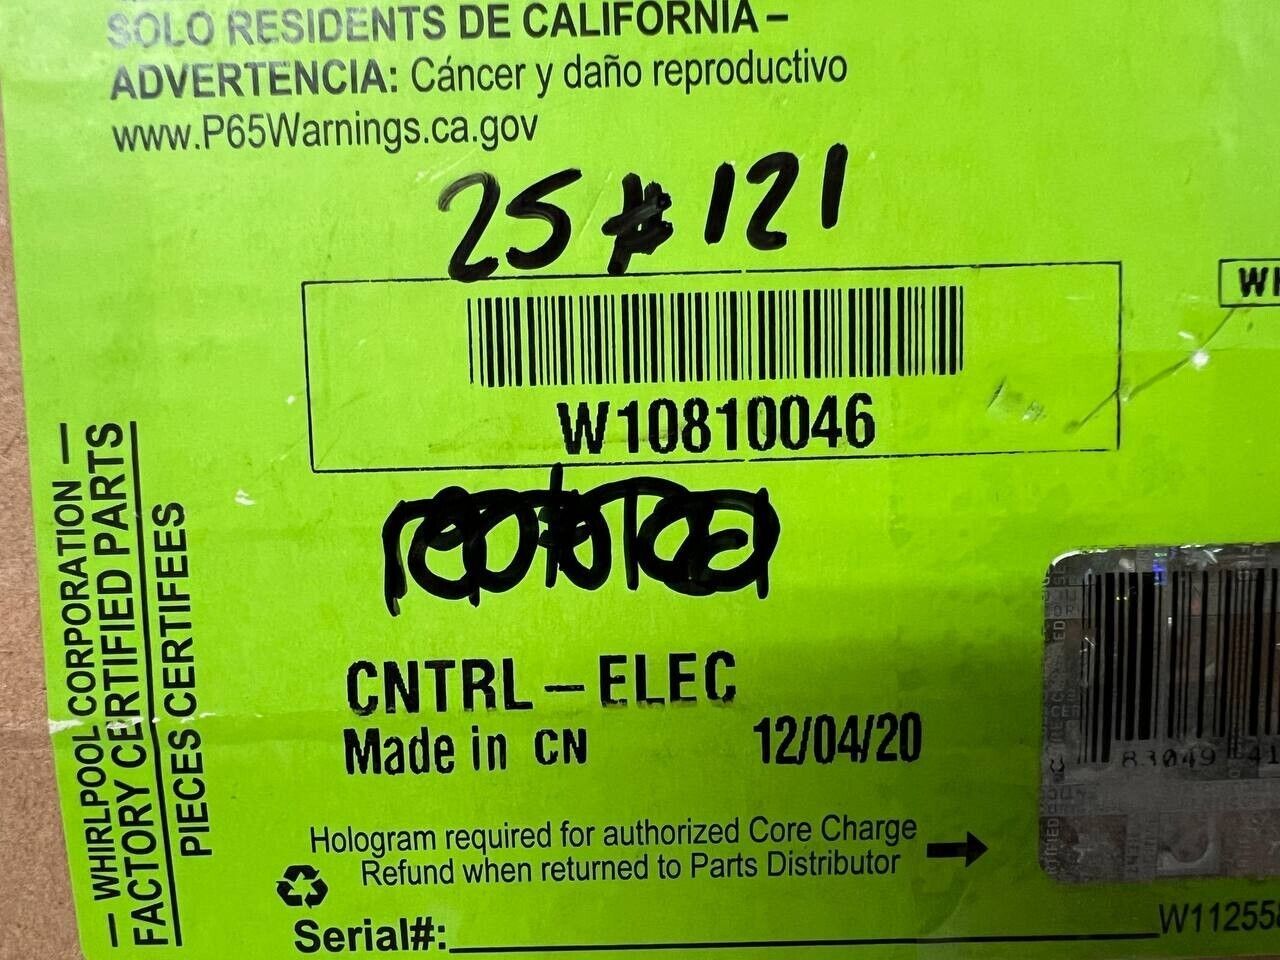 SOLO RESIDENTS DE CALIFORNIA –
ADVERTENCIA: Cáncer y daño reproductivo
www.P65Warnings.ca.gov
25 # 121
W10810046
CNTRL – ELEC
Made in CN 12/04/20
Hologram required for authorized Core Charge
Refund when returned to Parts Distributor
Serial#:
— WHIRLPOOL CORPORATION —
FACTORY CERTIFIED PARTS
PIECES CERTIFEES